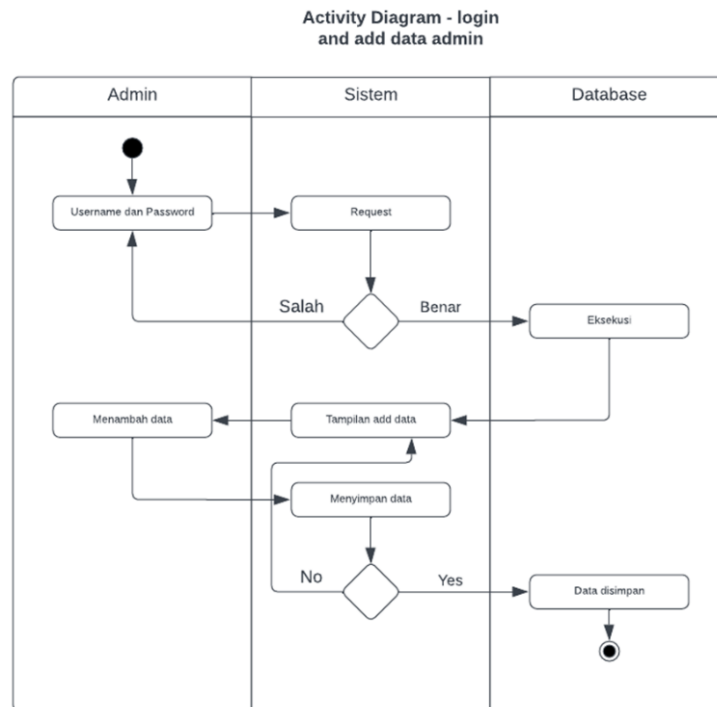 Activity Diagram - login
and add data admin
Admin
Sistem
Database
Username dan Password
Request
Salah
Benar
Eksekusi
Menambah data
Tampilan add data
Menyimpan data
No
Yes
Data disimpan